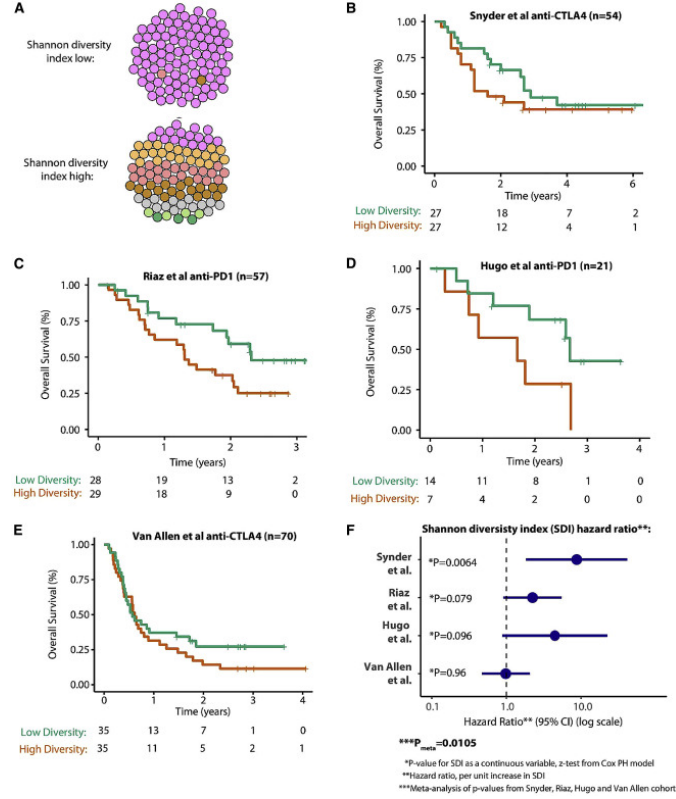 A
Shannon diversity
index low:
Shannon diversity
index high:
B
Snyder et al anti-CTLA4 (n=54)
Overall Survival (%)
1.00
0.75
0.50
0.25
0.00
0 2 4 6
Time (years)
Low Diversity: 27 18 7 2
High Diversity: 27 12 4 1
C
Riaz et al anti-PD1 (n=57)
Overall Survival (%)
1.00
0.75
0.50
0.25
0.00
0 1 2 3
Time (years)
Low Diversity: 28 19 13 2
High Diversity: 29 18 9 0
D
Hugo et al anti-PD1 (n=21)
Overall Survival (%)
1.00
0.75
0.50
0.25
0.00
0 1 2 3 4
Time (years)
Low Diversity: 14 11 8 1 0
High Diversity: 7 4 2 0 0
E
Van Allen et al anti-CTLA4 (n=70)
Overall Survival (%)
1.00
0.75
0.50
0.25
0.00
0 1 2 3 4
Time (years)
Low Diversity: 35 13 7 1 0
High Diversity: 35 11 5 2 1
F
Shannon diversisty index (SDI) hazard ratio**:
Synder
et al.
*P=0.0064
Riaz
et al.
*P=0.079
Hugo
et al.
*P=0.096
Van Allen
et al.
*P=0.96
1.0
0.1 1.0 10.0
Hazard Ratio** (95% CI) (log scale)
***Pmeta=0.0105
*P-value for SDI as a continuous variable, z-test from Cox PH model
**Hazard ratio, per unit increase in SDI
***Meta-analysis of p-values from Snyder, Riaz, Hugo and Van Allen cohort